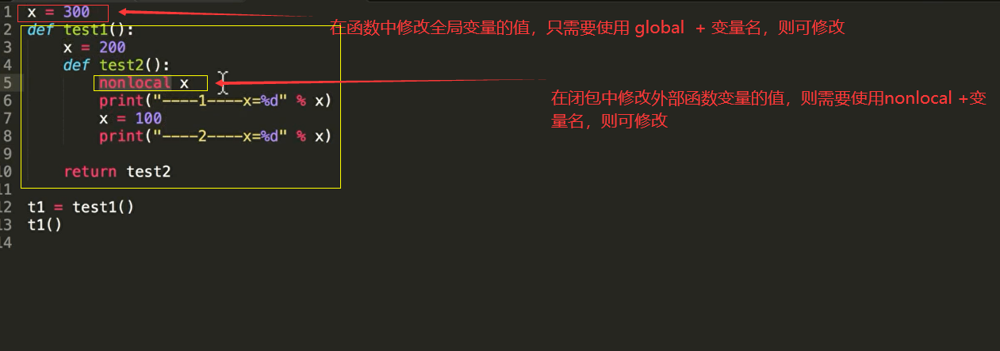 1 x = 300
2 def test1():
在函数中修改全局变量的值，只需要使用 global + 变量名，则可修改
3 x = 200
4 def test2():
5 nonlocal x
在闭包中修改外部函数变量的值，则需要使用nonlocal +变
量名，则可修改
6 print("----1----x=%d" % x)
7 x = 100
8 print("----2----x=%d" % x)
9
10 return test2
11
12 t1 = test1()
13 t1()
14